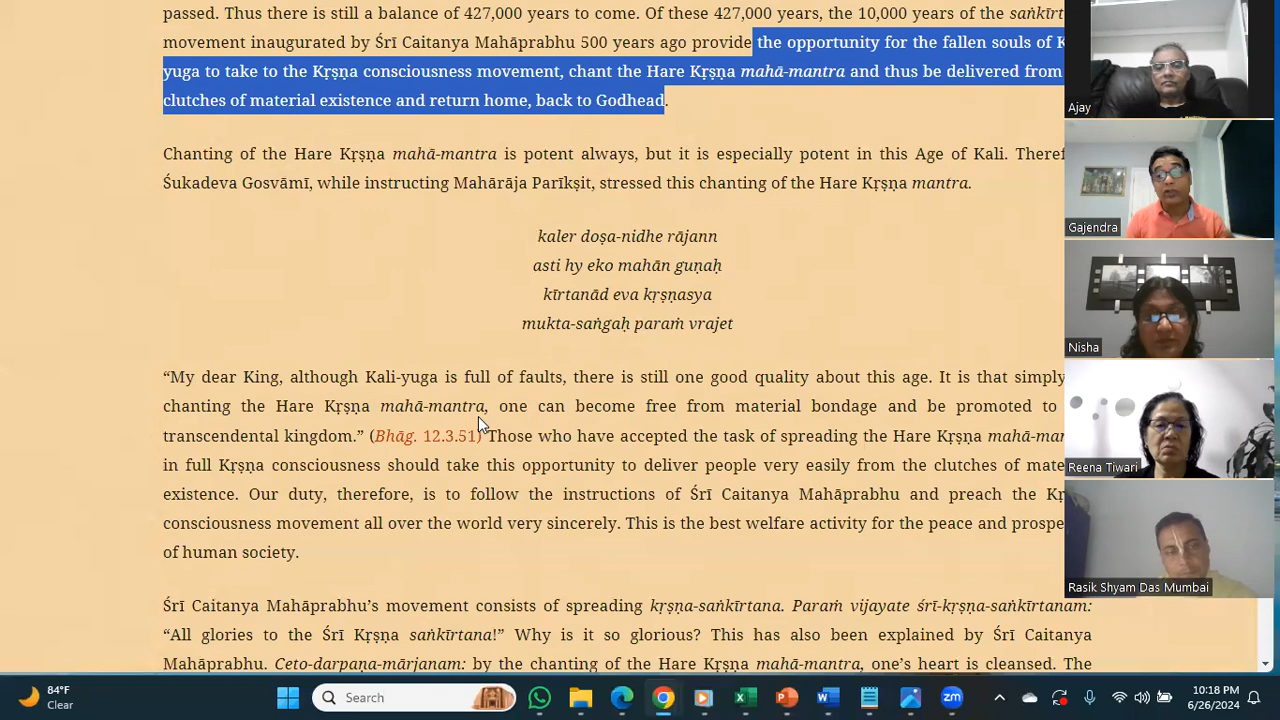 passed. Thus there is still a balance of 427,000 years to come. Of these 427,000 years, the 10,000 years of the saṅkīrt
movement inaugurated by Śrī Caitanya Mahāprabhu 500 years ago provide the opportunity for the fallen souls of K
yuga to take to the Kṛṣṇa consciousness movement, chant the Hare Kṛṣṇa mahā-mantra and thus be delivered from
clutches of material existence and return home, back to Godhead.
Chanting of the Hare Kṛṣṇa mahā-mantra is potent always, but it is especially potent in this Age of Kali. Theref
Śukadeva Gosvāmī, while instructing Mahārāja Parīkṣit, stressed this chanting of the Hare Kṛṣṇa mantra.
kaler doṣa-nidhe rājann
asti hy eko mahān guṇaḥ
kīrtanād eva kṛṣṇasya
mukta-saṅgaḥ paraṁ vrajet
“My dear King, although Kali-yuga is full of faults, there is still one good quality about this age. It is that simply
chanting the Hare Kṛṣṇa mahā-mantra, one can become free from material bondage and be promoted to
transcendental kingdom.” (Bhāg. 12.3.51) Those who have accepted the task of spreading the Hare Kṛṣṇa mahā-man
in full Kṛṣṇa consciousness should take this opportunity to deliver people very easily from the clutches of mate
existence. Our duty, therefore, is to follow the instructions of Śrī Caitanya Mahāprabhu and preach the Kṛ
consciousness movement all over the world very sincerely. This is the best welfare activity for the peace and prospe
of human society.
Śrī Caitanya Mahāprabhu’s movement consists of spreading kṛṣṇa-saṅkīrtana. Paraṁ vijayate śrī-kṛṣṇa-saṅkīrtanam:
“All glories to the Śrī Kṛṣṇa saṅkīrtana!” Why is it so glorious? This has also been explained by Śrī Caitanya
Mahāprabhu. Ceto-darpaṇa-mārjanam: by the chanting of the Hare Kṛṣṇa mahā-mantra, one’s heart is cleansed. The
Ajay
Gajendra
Nisha
Reena Tiwari
Rasik Shyam Das Mumbai
84°F
Clear
Search
zm
10:18 PM
6/26/2024